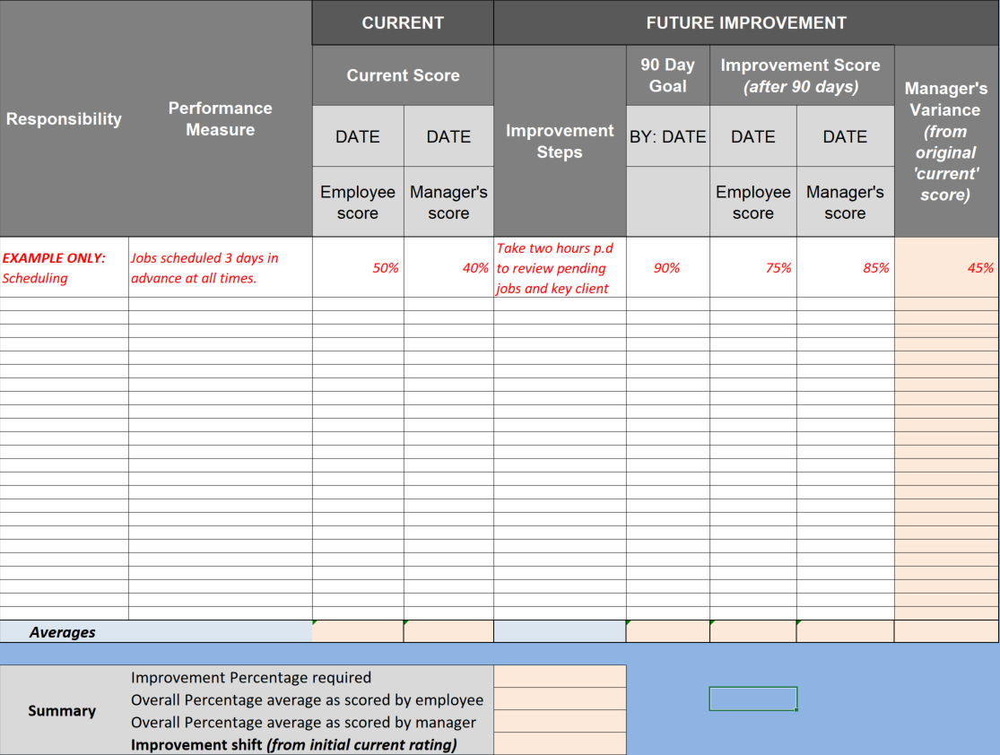 CURRENT
FUTURE IMPROVEMENT
Responsibility
Performance
Measure
Current Score
Improvement
Steps
90 Day
Goal
Improvement Score
(after 90 days)
Manager's
Variance
(from
original
'current'
score)
DATE
DATE
BY: DATE
DATE
DATE
Employee
score
Manager's
score
Employee
score
Manager's
score
EXAMPLE ONLY:
Scheduling
Jobs scheduled 3 days in
advance at all times.
50%
40%
Take two hours p.d
to review pending
jobs and key client
90%
75%
85%
45%
Averages
Summary
Improvement Percentage required
Overall Percentage average as scored by employee
Overall Percentage average as scored by manager
Improvement shift (from initial current rating)